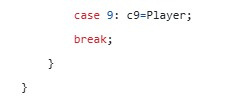 case 9: c9=Player;
break;
}
}